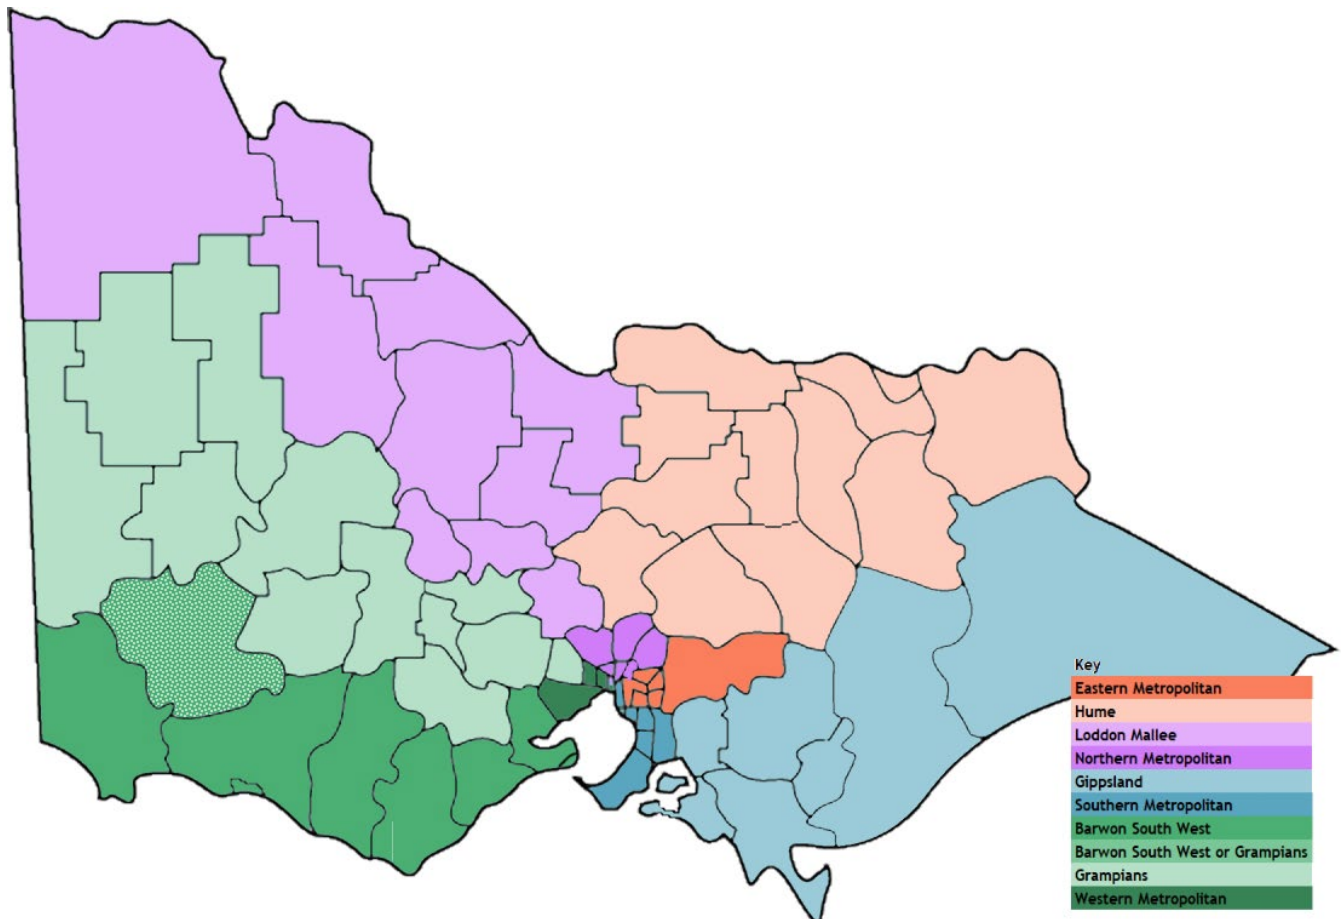 Key
Eastern Metropolitan
Hume
Loddon Mallee
Northern Metropolitan
Gippsland
Southern Metropolitan
Barwon South West
Barwon South West or Grampians
Grampians
Western Metropolitan